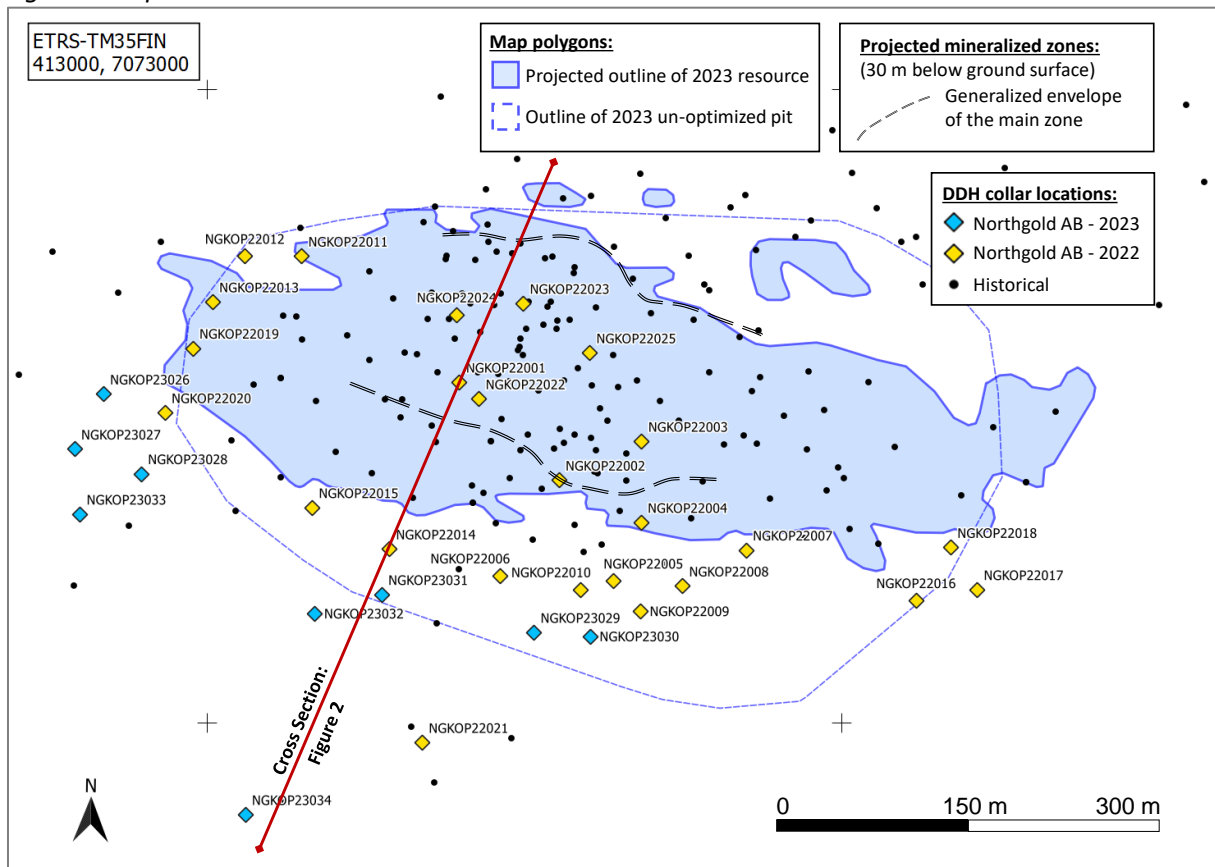 ETRS-TM35FIN
413000, 7073000
Map polygons:
Projected outline of 2023 resource
Outline of 2023 un-optimized pit
Projected mineralized zones:
(30 m below ground surface)
Generalized envelope
of the main zone
DDH collar locations:
Northgold AB - 2023
Northgold AB - 2022
Historical
NGKOP22012
NGKOP22011
NGKOP22013
NGKOP22024
NGKOP22023
NGKOP22019
NGKOP22025
NGKOP22001
NGKOP23026
NGKOP22022
NGKOP22020
NGKOP23027
NGKOP22003
NGKOP23028
NGKOP22002
NGKOP22015
NGKOP23033
NGKOP22004
NGKOP22014
NGKOP22007
NGKOP22018
NGKOP22006
NGKOP22010
NGKOP22005
NGKOP22008
NGKOP22016
NGKOP22017
NGKOP23031
NGKOP23032
NGKOP22009
NGKOP23029
NGKOP23030
Cross Section:
Figure 2
NGKOP22021
NGKOP23034
N
0 150 m 300 m